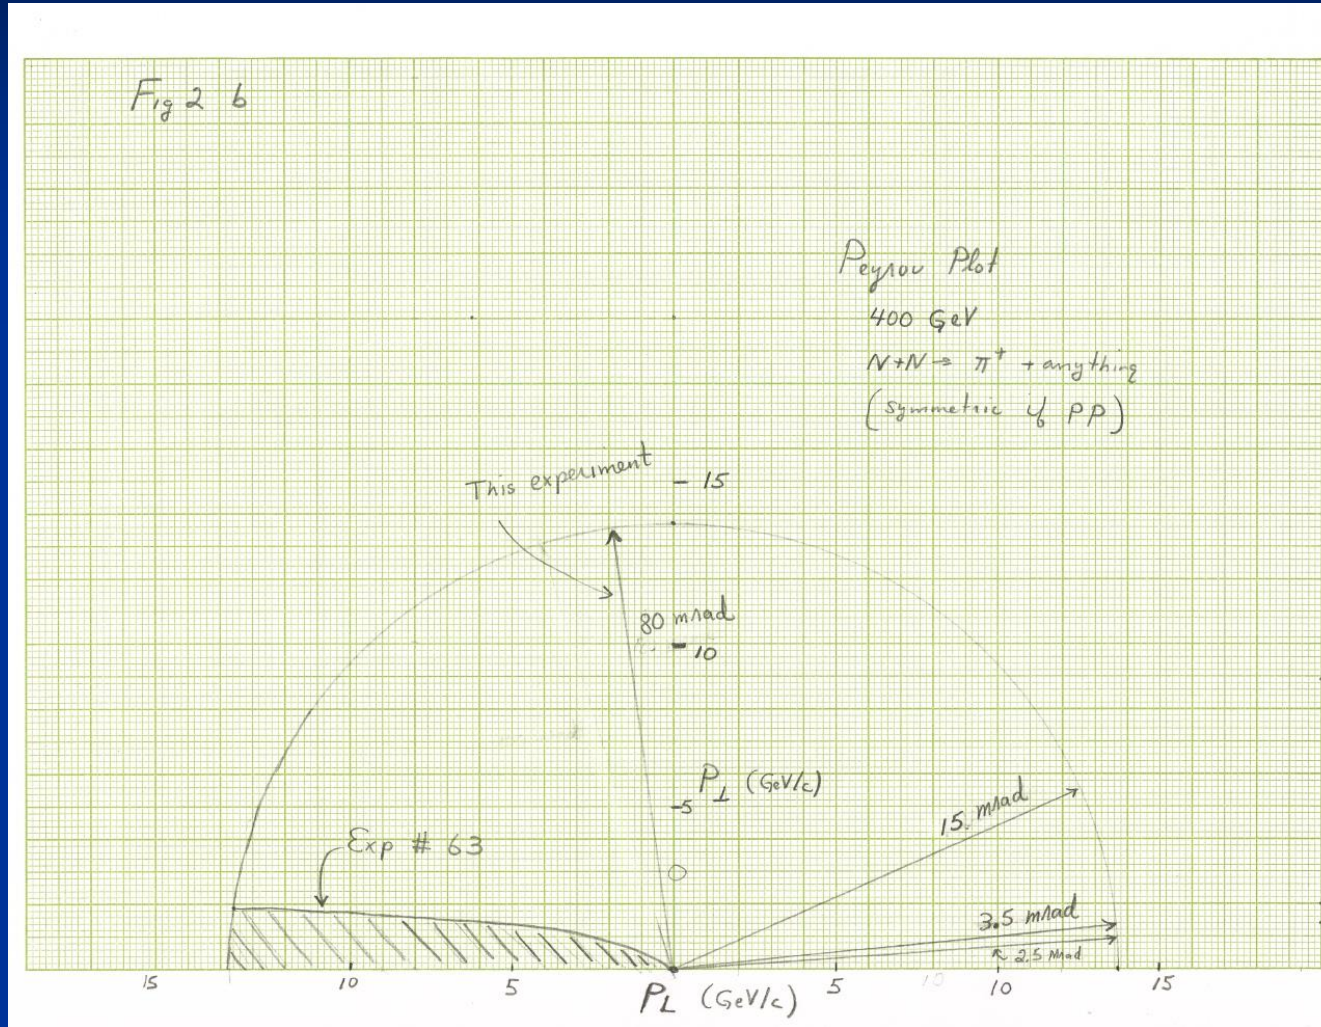 Fig 2 b
Peyrou Plot
400 GeV
N+N → π⁺ + anything
(symmetric if PP)
This experiment
- 15
80 mrad
- 10
P⊥ (GeV/c)
-5
15. mrad
Exp # 63
3.5 mrad
2.5 mrad
15 10 5 5 10 10 15
PL (GeV/c)